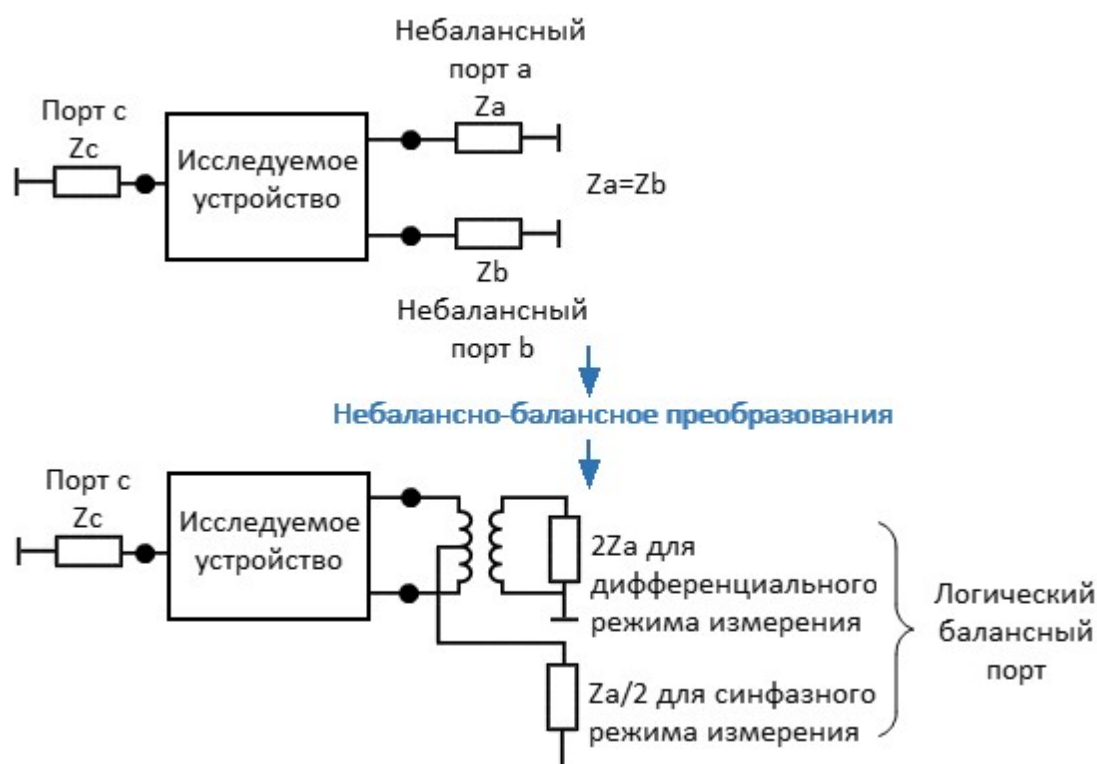 Небалансный
порт a
Za
Порт c
Zc
Исследуемое
устройство
Za=Zb
Zb
Небалансный
порт b
Небалансно-балансное преобразования
Порт c
Zc
Исследуемое
устройство
2Za для
дифференциального
режима измерения
Za/2 для синфазного
режима измерения
Логический
балансный
порт